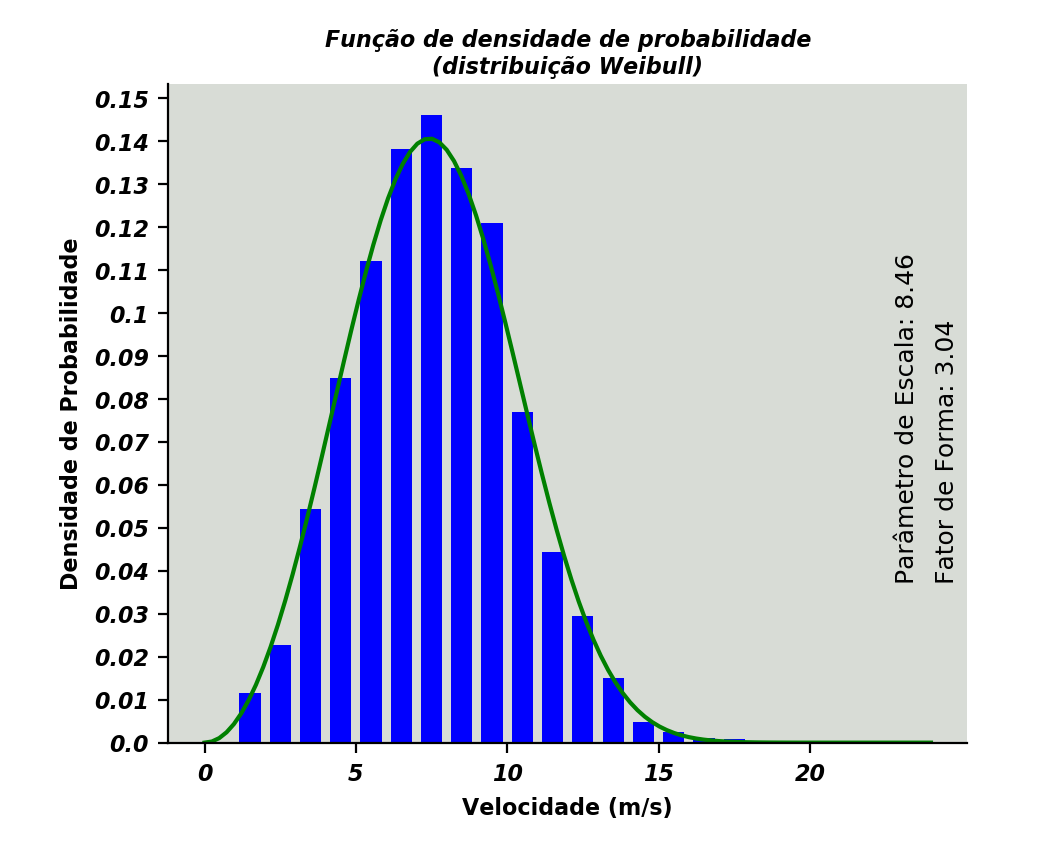 Função de densidade de probabilidade
(distribuição Weibull)
Densidade de Probabilidade
0.15
0.14
0.13
0.12
0.11
0.1
0.09
0.08
0.07
0.06
0.05
0.04
0.03
0.02
0.01
0.0
0 5 10 15 20
Velocidade (m/s)
Parâmetro de Escala: 8.46
Fator de Forma: 3.04